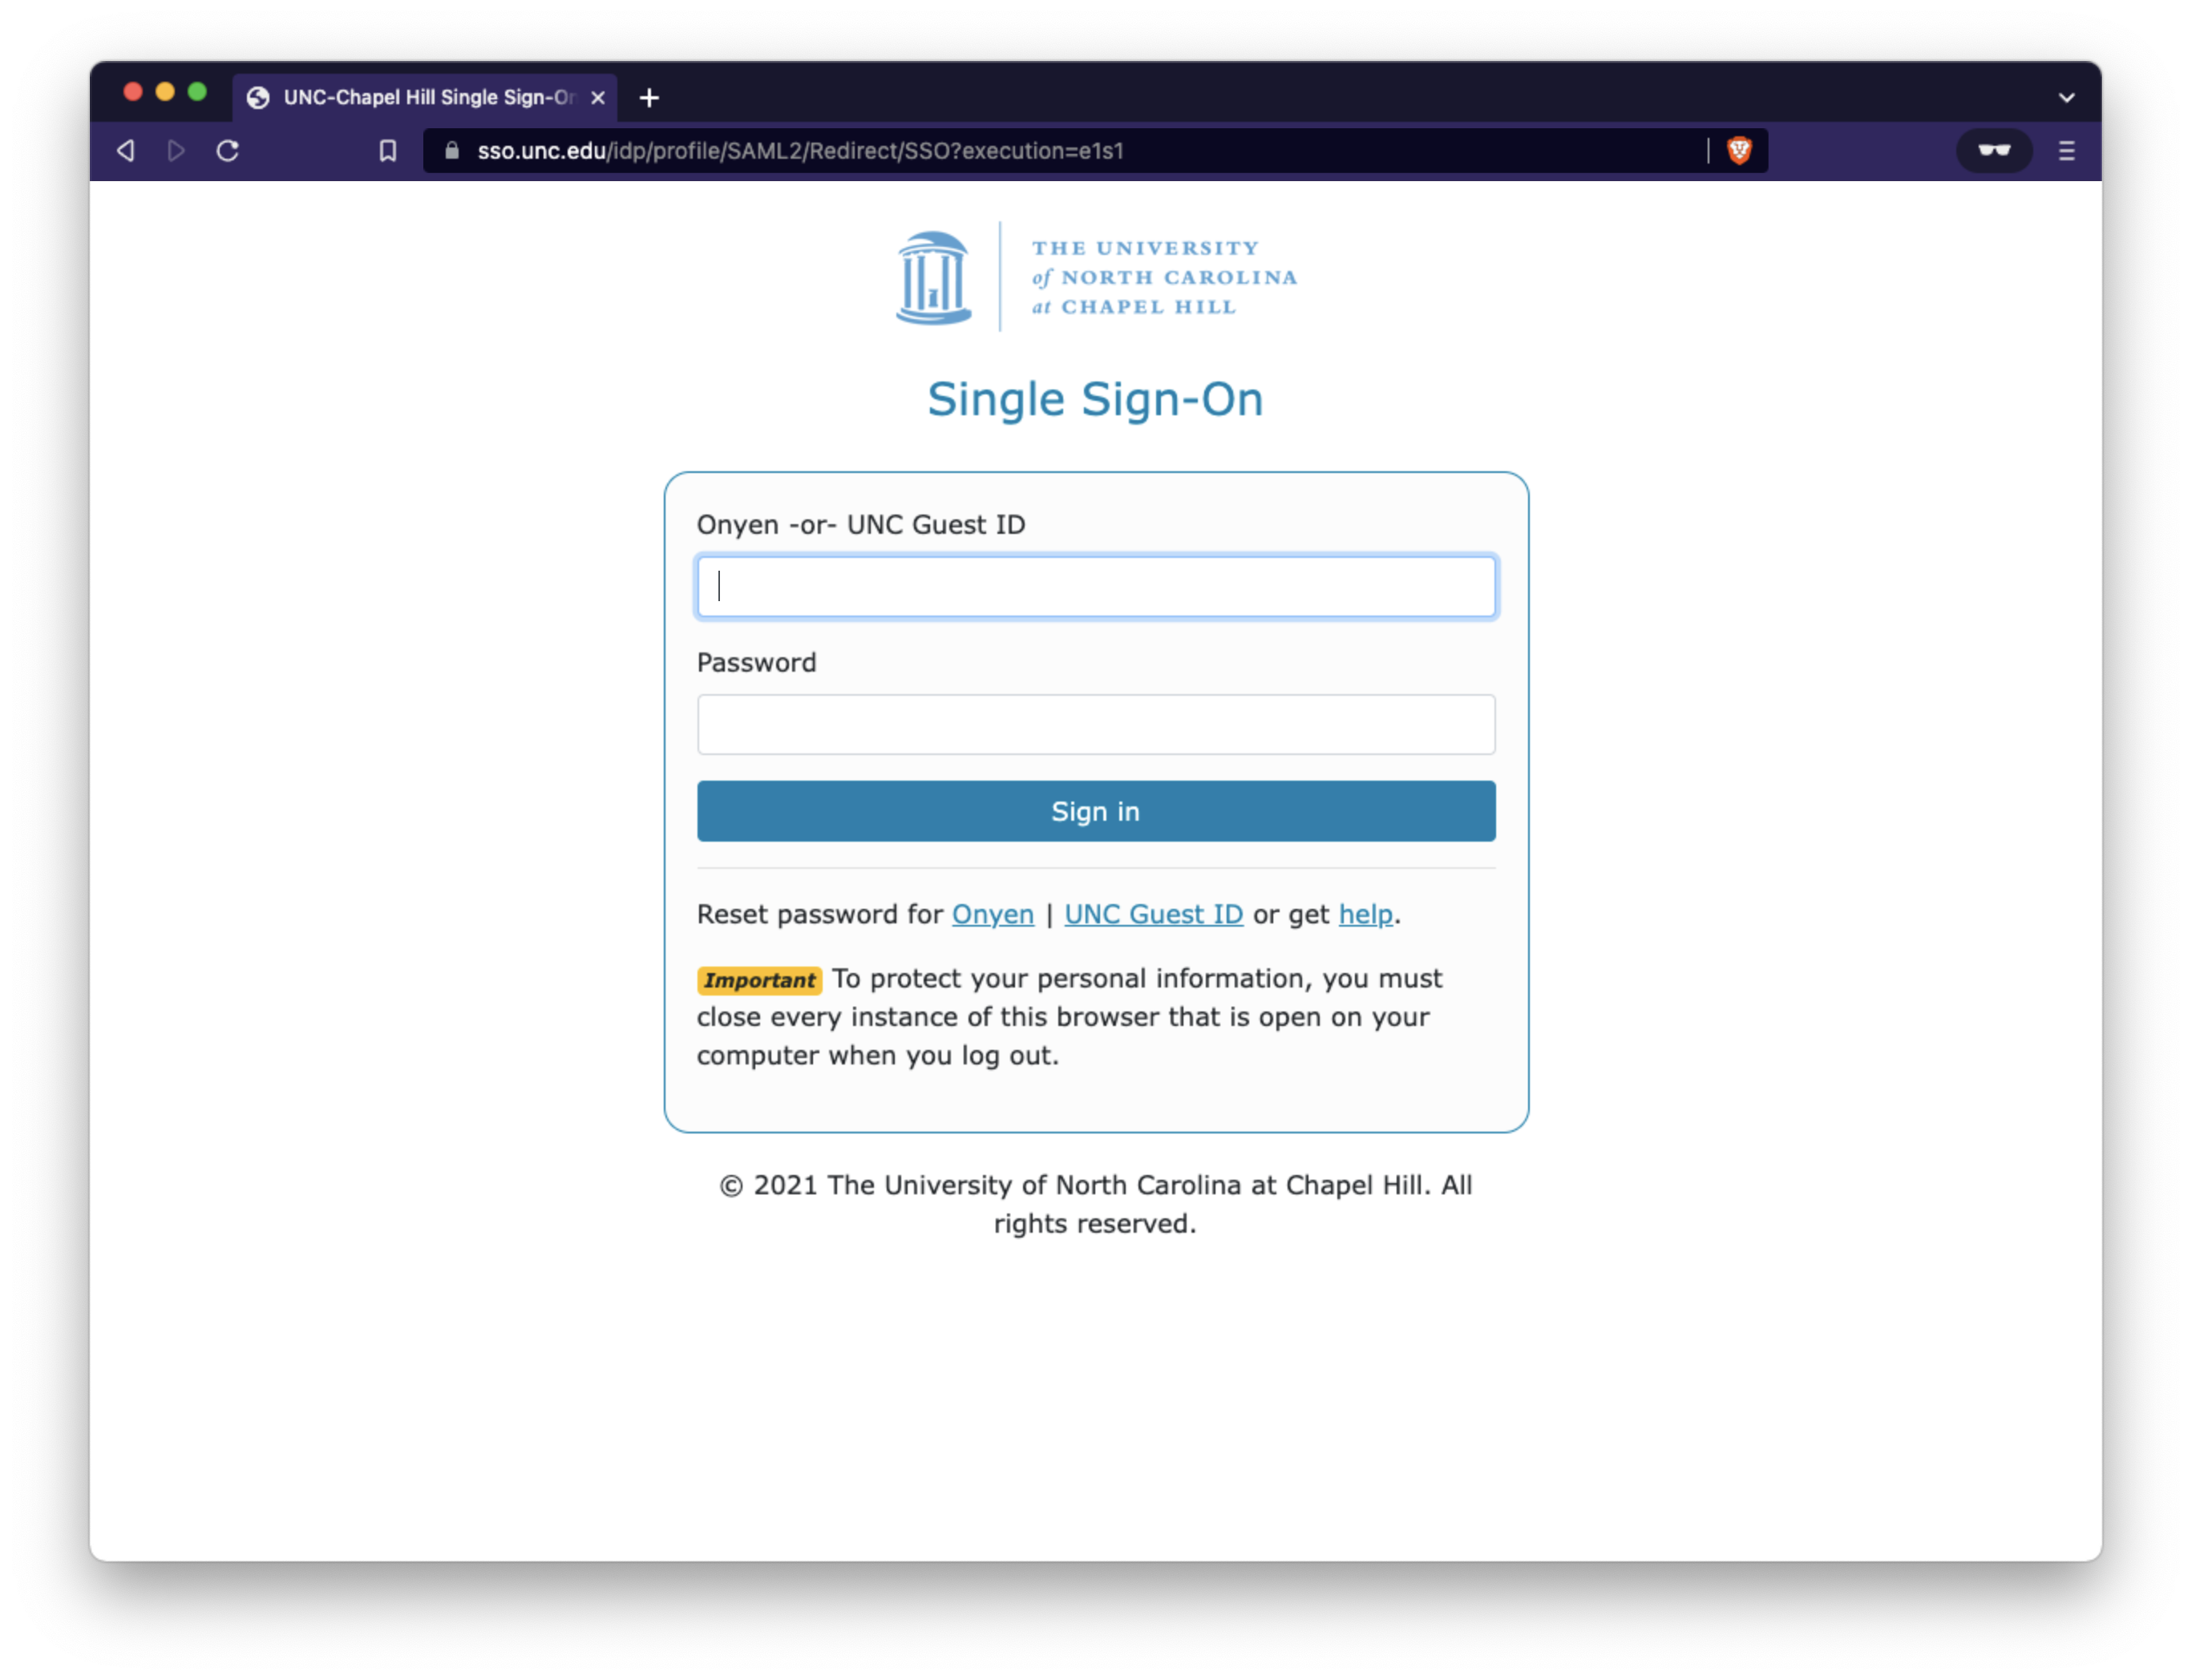 UNC-Chapel Hill Single Sign-On
sso.unc.edu/idp/profile/SAML2/Redirect/SSO?execution=e1s1
THE UNIVERSITY
of NORTH CAROLINA
at CHAPEL HILL
Single Sign-On
Onyen -or- UNC Guest ID
Password
Sign in
Reset password for Onyen | UNC Guest ID or get help.
Important To protect your personal information, you must
close every instance of this browser that is open on your
computer when you log out.
© 2021 The University of North Carolina at Chapel Hill. All
rights reserved.